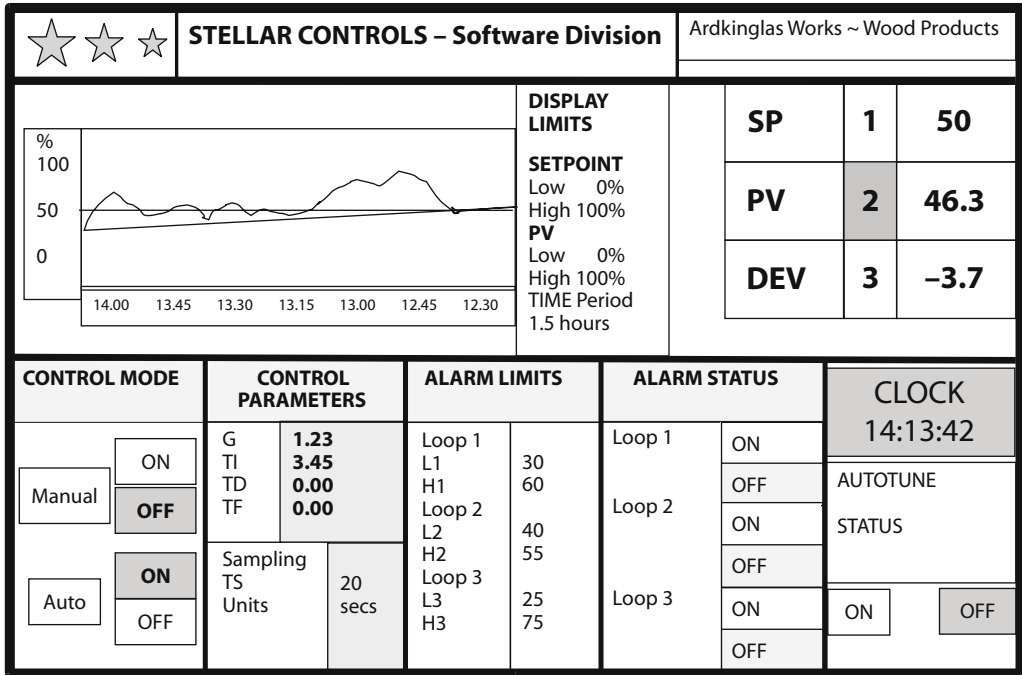 STELLAR CONTROLS – Software Division
Ardkinglas Works ~ Wood Products
%
100
50
0
14.00 13.45 13.30 13.15 13.00 12.45 12.30
DISPLAY
LIMITS
SETPOINT
Low 0%
High 100%
PV
Low 0%
High 100%
TIME Period
1.5 hours
SP 1 50
PV 2 46.3
DEV 3 –3.7
CONTROL MODE
Manual
ON
OFF
Auto
ON
OFF
CONTROL
PARAMETERS
G 1.23
TI 3.45
TD 0.00
TF 0.00
Sampling
TS 20
Units secs
ALARM LIMITS
Loop 1
L1 30
H1 60
Loop 2
L2 40
H2 55
Loop 3
L3 25
H3 75
ALARM STATUS
Loop 1
ON
OFF
Loop 2
ON
OFF
Loop 3
ON
OFF
CLOCK
14:13:42
AUTOTUNE
STATUS
ON OFF